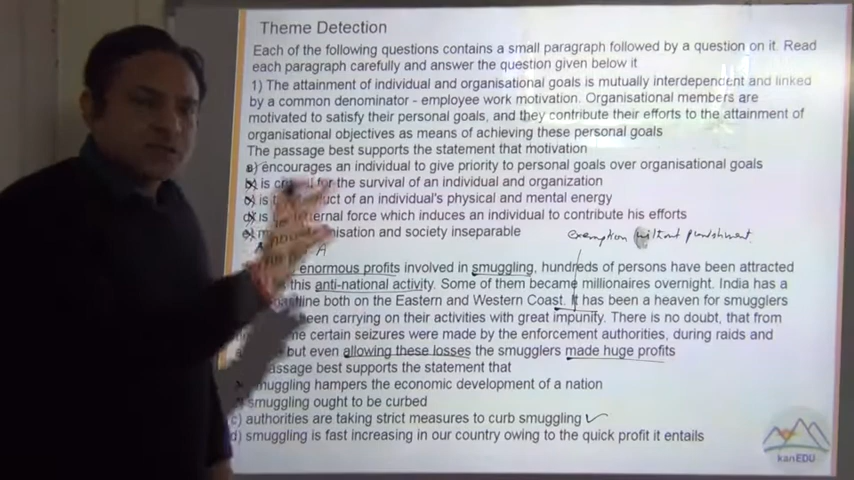 Theme Detection
Each of the following questions contains a small paragraph followed by a question on it. Read
each paragraph carefully and answer the question given below it
1) The attainment of individual and organisational goals is mutually interdependent and linked
by a common denominator - employee work motivation. Organisational members are
motivated to satisfy their personal goals, and they contribute their efforts to the attainment of
organisational objectives as means of achieving these personal goals
The passage best supports the statement that motivation
a) encourages an individual to give priority to personal goals over organisational goals
b) is for the survival of an individual and organization
c) is of an individual's physical and mental energy
d) is force which induces an individual to contribute his efforts
e) and society inseparable
exemption without punishment
A
enormous profits involved in smuggling, hundreds of persons have been attracted
this anti-national activity. Some of them became millionaires overnight. India has a
both on the Eastern and Western Coast. It has been a heaven for smugglers
been carrying on their activities with great impunity. There is no doubt, that from
certain seizures were made by the enforcement authorities, during raids and
but even allowing these losses the smugglers made huge profits
passage best supports the statement that
smuggling hampers the economic development of a nation
smuggling ought to be curbed
c) authorities are taking strict measures to curb smuggling ✓
d) smuggling is fast increasing in our country owing to the quick profit it entails
kanEDU